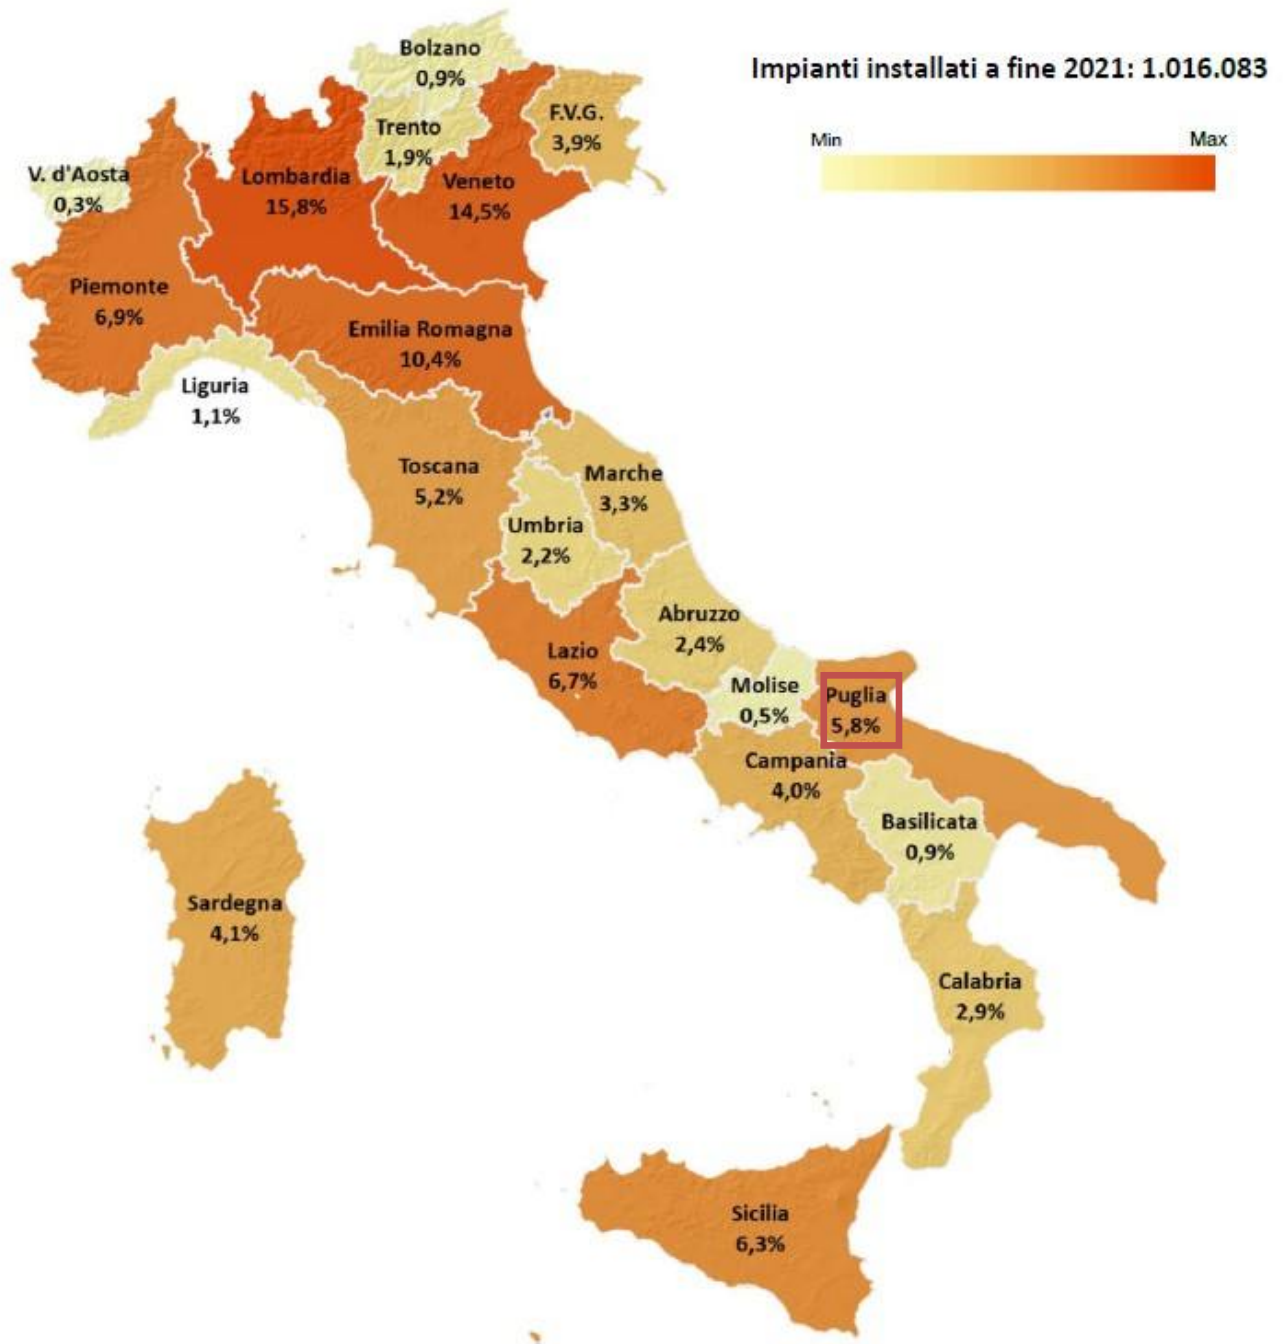 Impianti installati a fine 2021: 1.016.083
Min
Max
Bolzano
0,9%
Trento
1,9%
F.V.G.
3,9%
V. d'Aosta
0,3%
Lombardia
15,8%
Veneto
14,5%
Piemonte
6,9%
Emilia Romagna
10,4%
Liguria
1,1%
Toscana
5,2%
Marche
3,3%
Umbria
2,2%
Abruzzo
2,4%
Lazio
6,7%
Molise
0,5%
Puglia
5,8%
Campania
4,0%
Basilicata
0,9%
Sardegna
4,1%
Calabria
2,9%
Sicilia
6,3%